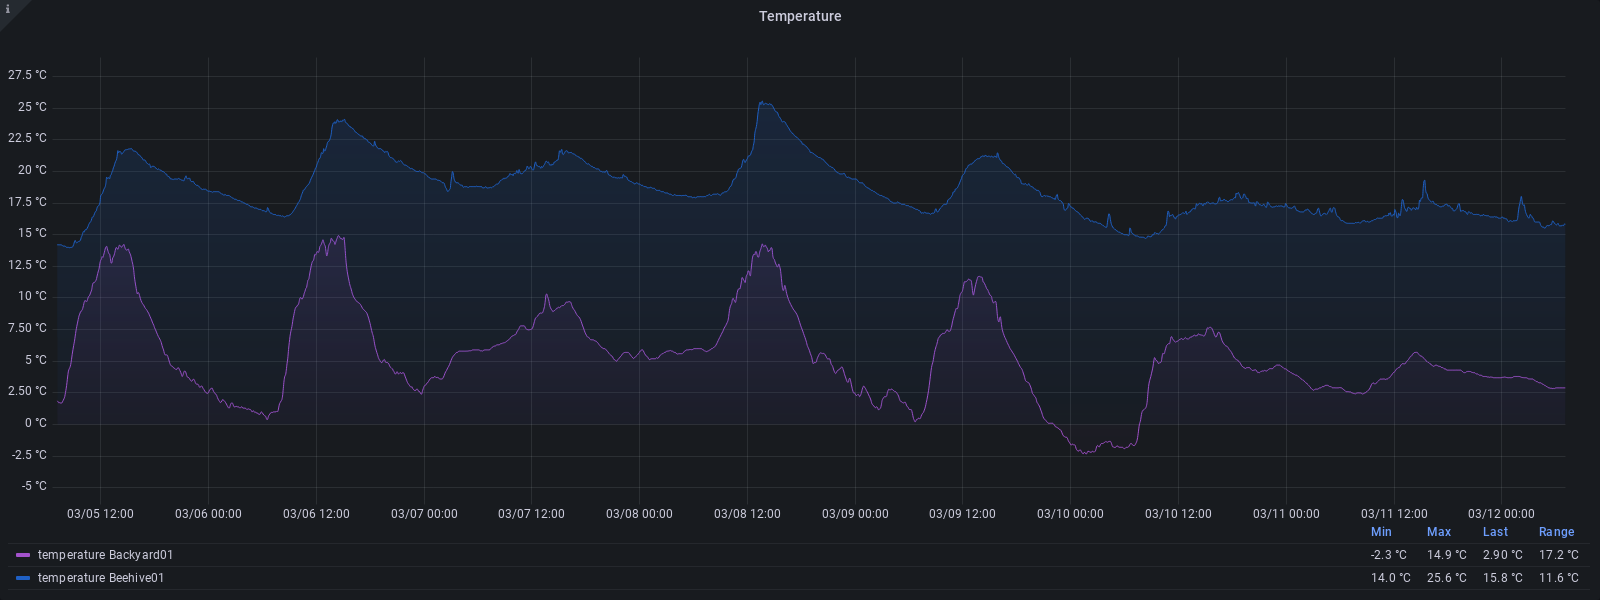 i
Temperature
27.5 °C
25 °C
22.5 °C
20 °C
17.5 °C
15 °C
12.5 °C
10 °C
7.50 °C
5 °C
2.50 °C
0 °C
-2.5 °C
-5 °C
03/05 12:00 03/06 00:00 03/06 12:00 03/07 00:00 03/07 12:00 03/08 00:00 03/08 12:00 03/09 00:00 03/09 12:00 03/10 00:00 03/10 12:00 03/11 00:00 03/11 12:00 03/12 00:00
Min Max Last Range
temperature Backyard01 -2.3 °C 14.9 °C 2.90 °C 17.2 °C
temperature Beehive01 14.0 °C 25.6 °C 15.8 °C 11.6 °C